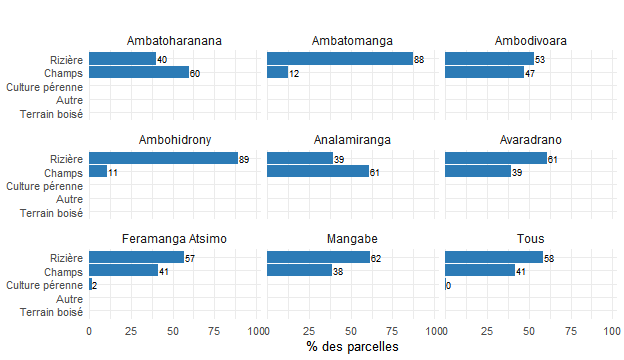 Ambatoharanana Ambatomanga Ambodivoara
Rizière 40 88 53
Champs 60 12 47
Culture pérenne
Autre
Terrain boisé
Ambohidrony Analamiranga Avaradrano
Rizière 89 39 61
Champs 11 61 39
Culture pérenne
Autre
Terrain boisé
Feramanga Atsimo Mangabe Tous
Rizière 57 62 58
Champs 41 38 41
Culture pérenne 2 0
Autre
Terrain boisé
0 25 50 75 100 25 50 75 100 25 50 75 100
% des parcelles